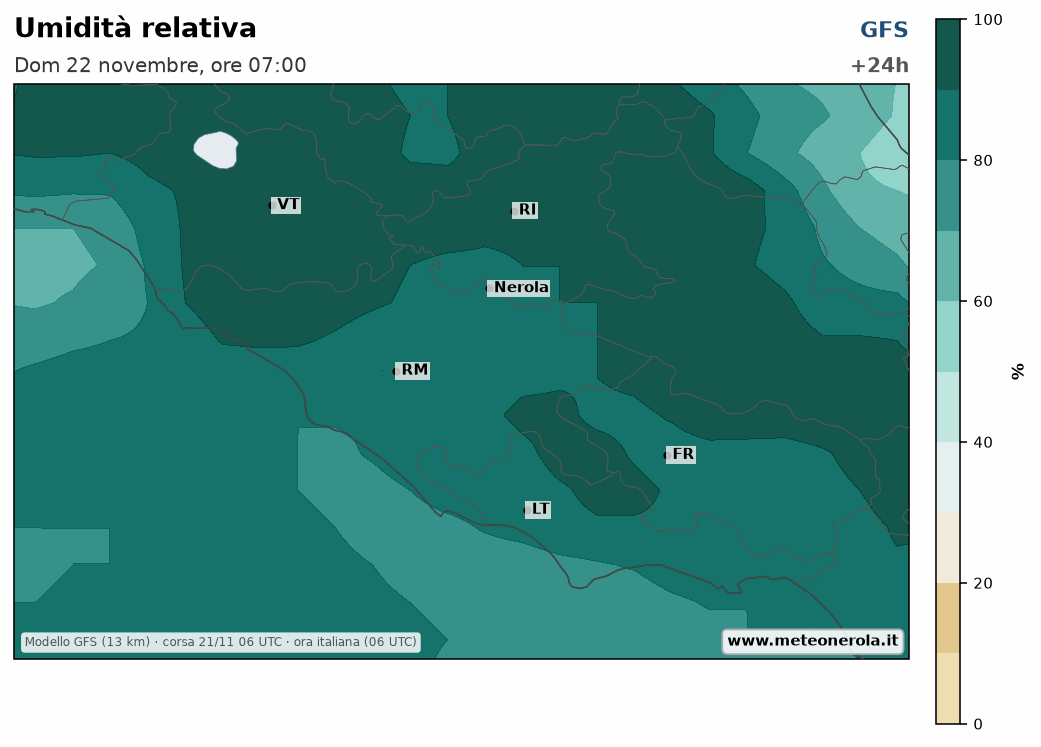 Umidità relativa
GFS
Dom 22 novembre, ore 07:00
+24h
100
80
60
40
20
0
%
VT
RI
Nerola
RM
FR
LT
Modello GFS (13 km) · corsa 21/11 06 UTC · ora italiana (06 UTC)
www.meteonerola.it